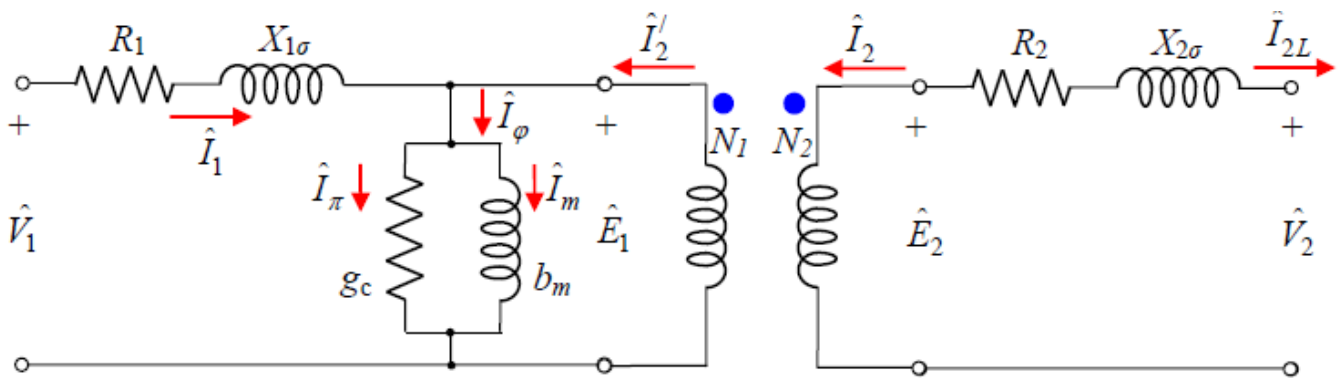 R₁ X₁σ Î₂′ Î₂ R₂ X₂σ Î₂L
+ Î₁ Îφ + N₁ N₂ + +
Îπ Îm
V̂₁ Ê₁ Ê₂ V̂₂
gc bm